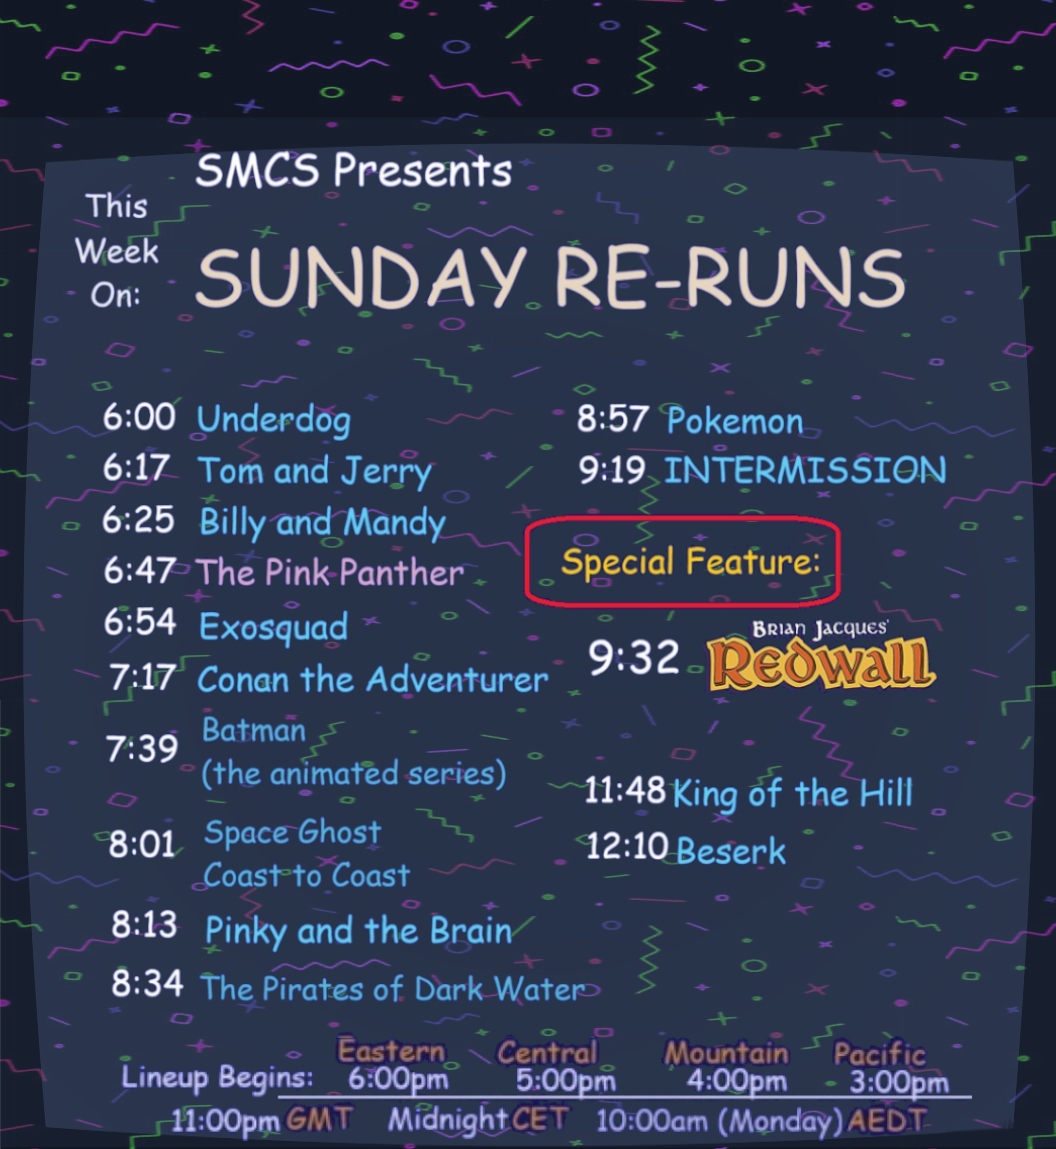 SMCS Presents
This
Week
On:
SUNDAY RE-RUNS
6:00 Underdog
6:17 Tom and Jerry
6:25 Billy and Mandy
6:47 The Pink Panther
6:54 Exosquad
7:17 Conan the Adventurer
7:39 Batman
(the animated series)
8:01 Space Ghost
Coast to Coast
8:13 Pinky and the Brain
8:34 The Pirates of Dark Water
8:57 Pokemon
9:19 INTERMISSION
Special Feature:
BRIAN JACQUES'
9:32 REDWALL
11:48 King of the Hill
12:10 Beserk
Eastern Central Mountain Pacific
Lineup Begins: 6:00pm 5:00pm 4:00pm 3:00pm
11:00pm GMT Midnight CET 10:00am (Monday) AEDT